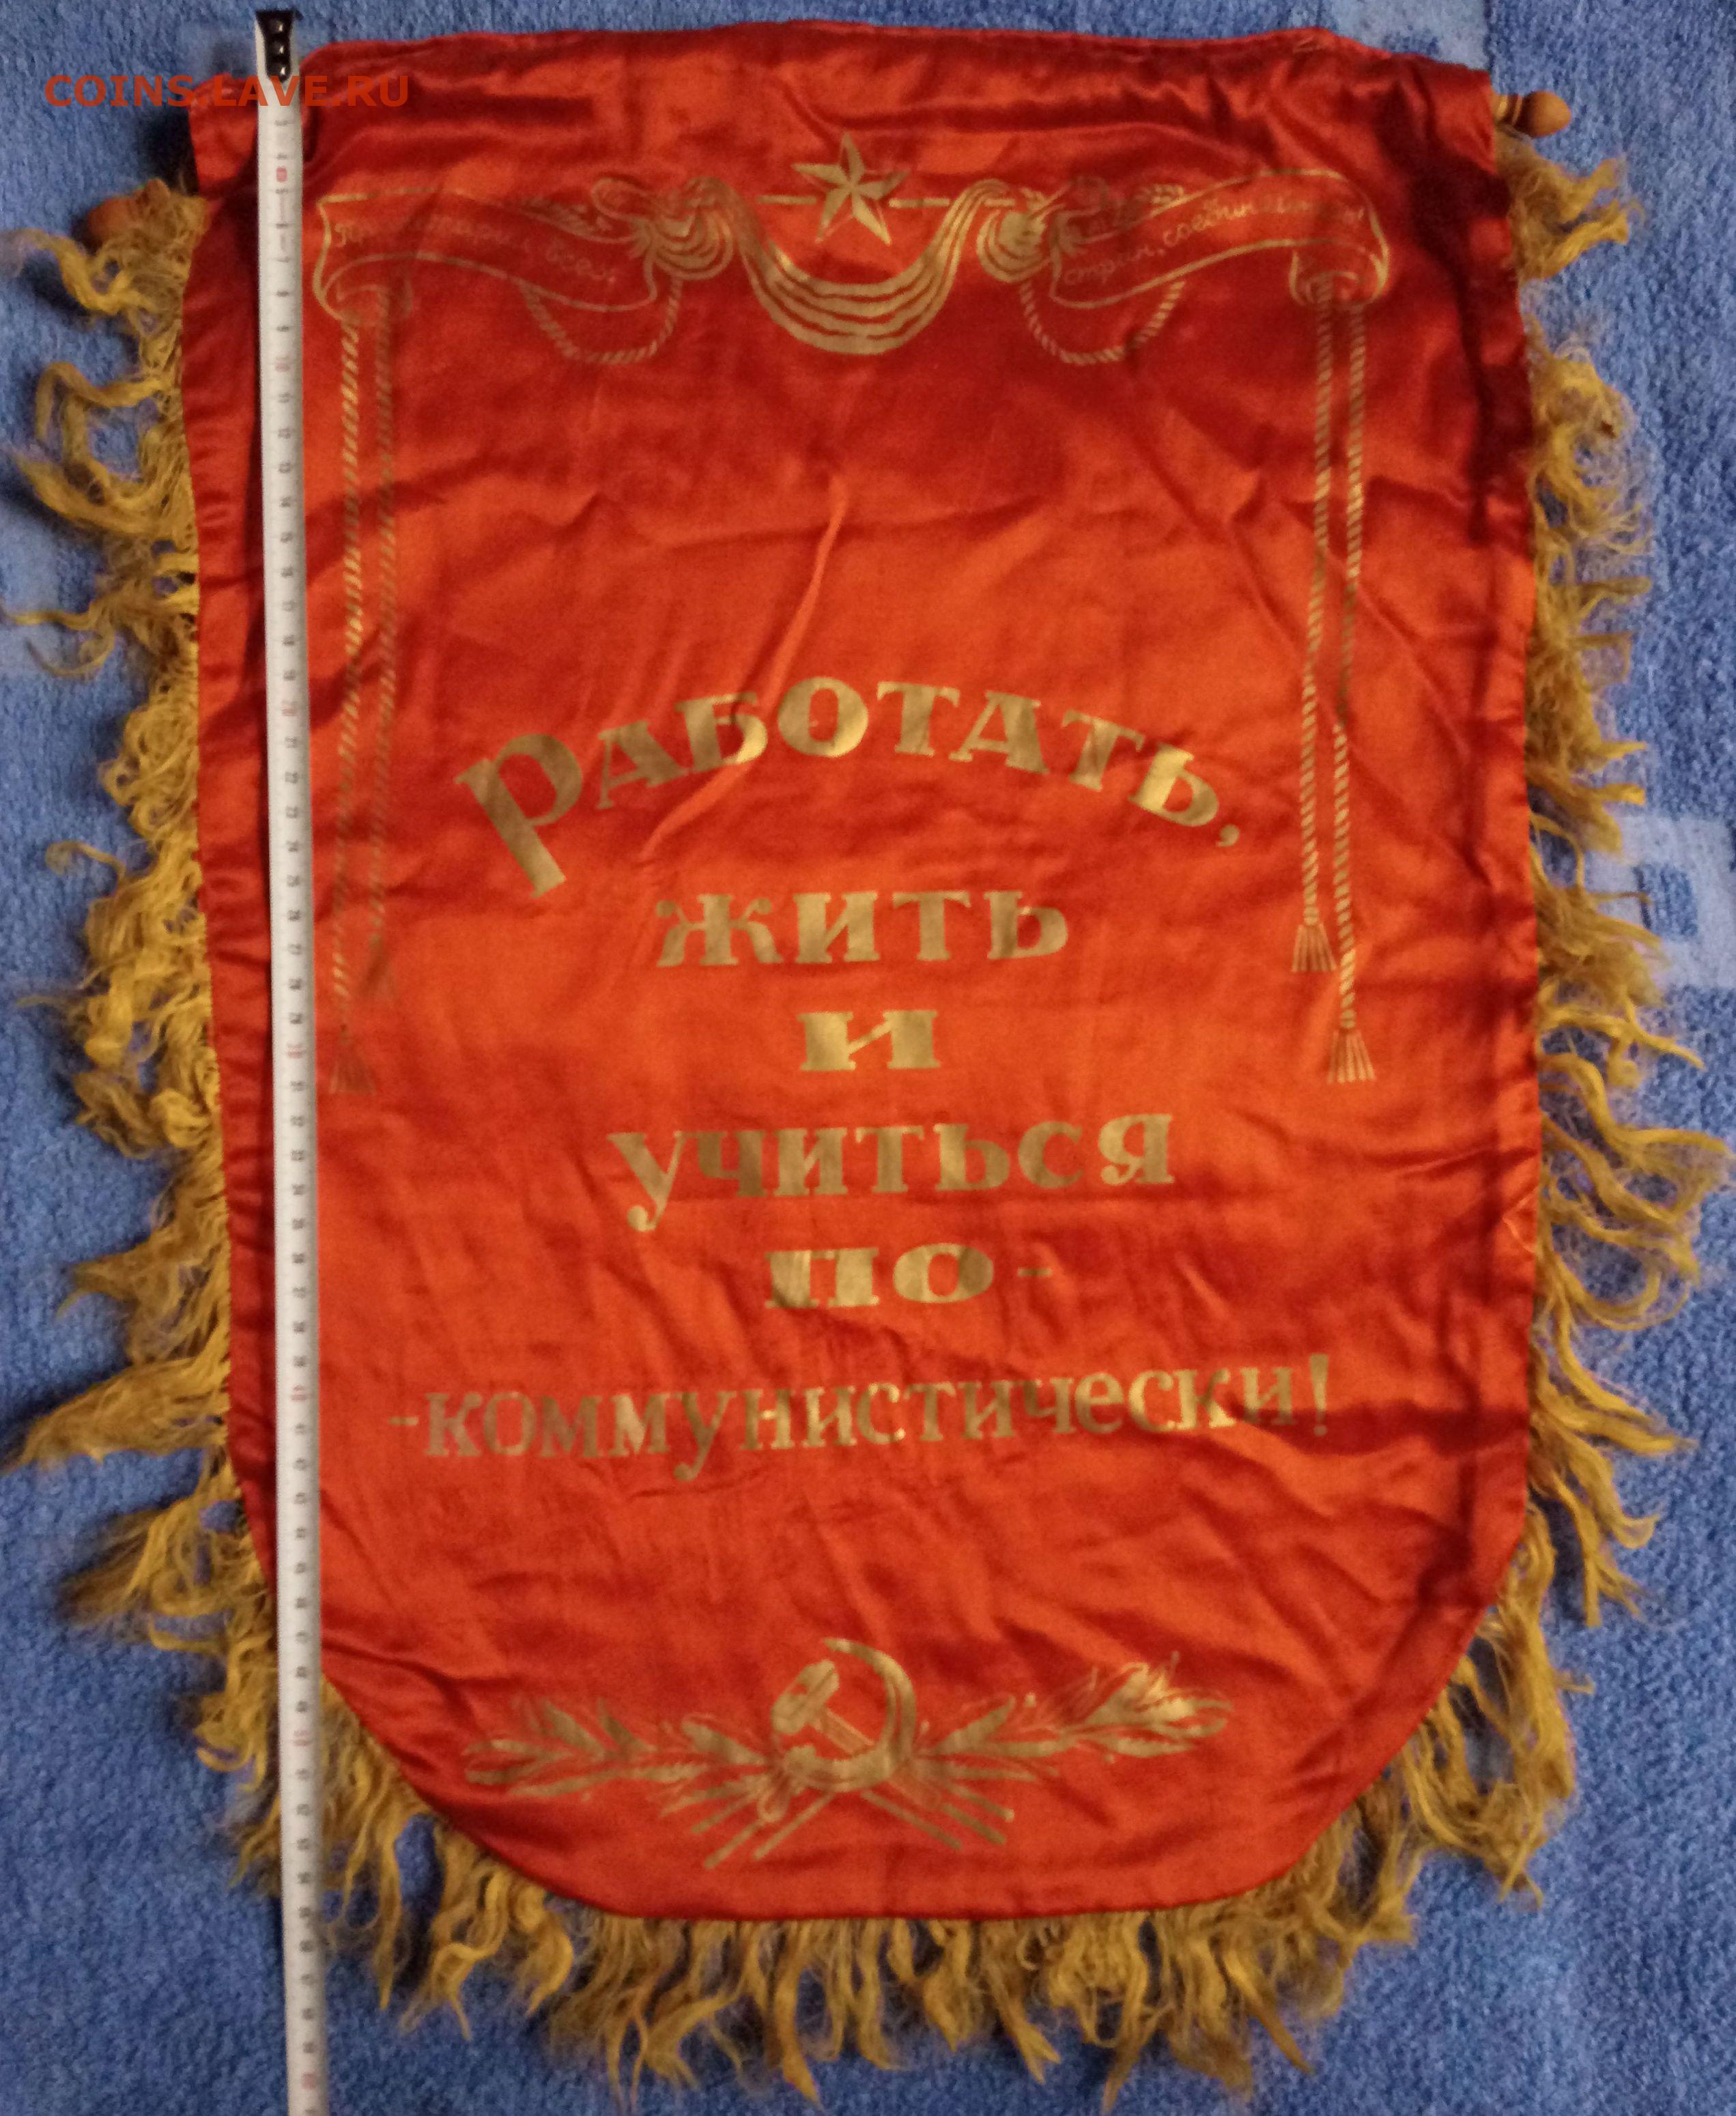 COINS.LAVE.RU
Пролетарии всех
стран, соединяйтесь!
РАБОТАТЬ,
ЖИТЬ
И
УЧИТЬСЯ
ПО-
-КОММУНИСТИЧЕСКИ!